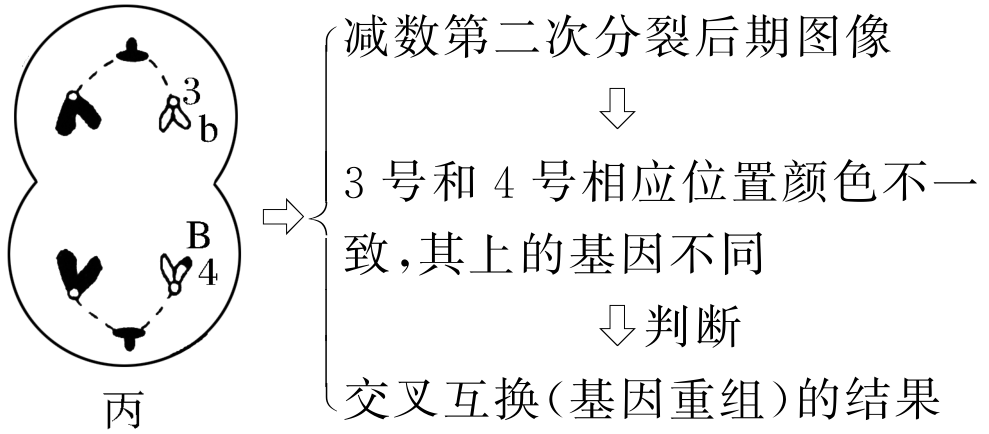 3
b
B
4
丙
减数第二次分裂后期图像
3 号和 4 号相应位置颜色不一
致,其上的基因不同
判断
交叉互换(基因重组)的结果